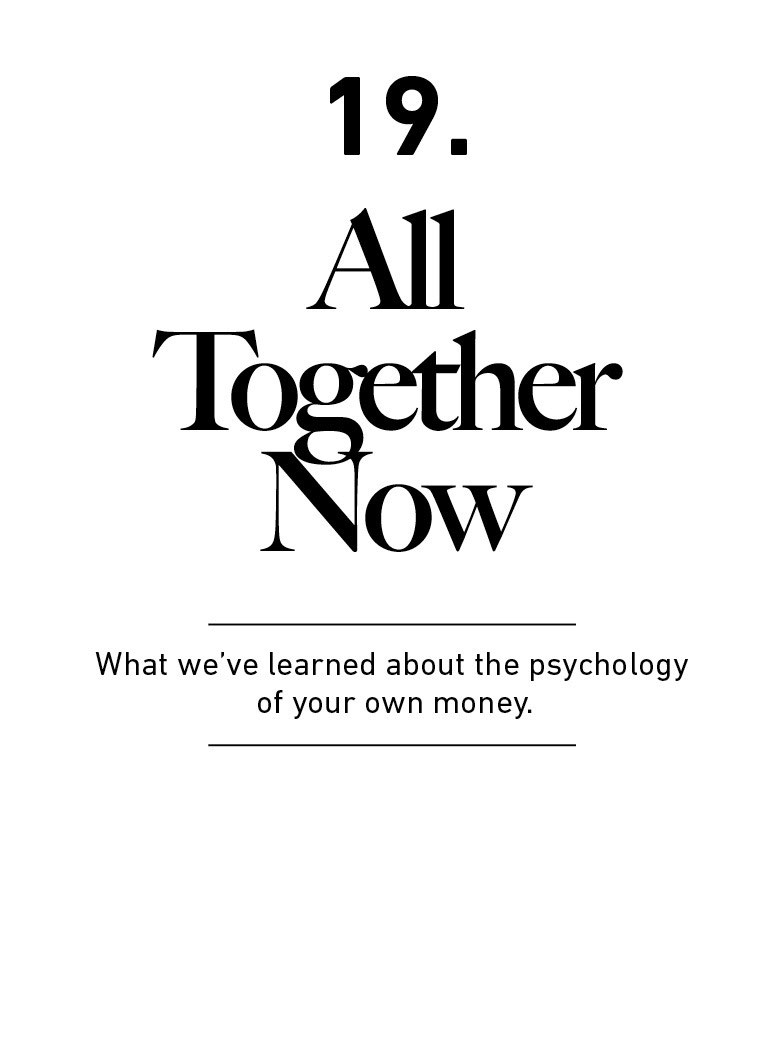 19.
All
Together
Now
What we’ve learned about the psychology
of your own money.